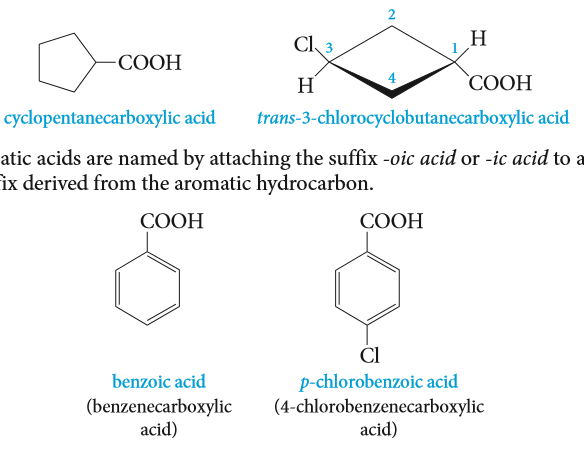 2
Cl 3 1 H
COOH
H 4 COOH
cyclopentanecarboxylic acid trans-3-chlorocyclobutanecarboxylic acid
atic acids are named by attaching the suffix -oic acid or -ic acid to a
fix derived from the aromatic hydrocarbon.
COOH COOH
Cl
benzoic acid p-chlorobenzoic acid
(benzenecarboxylic (4-chlorobenzenecarboxylic
acid) acid)